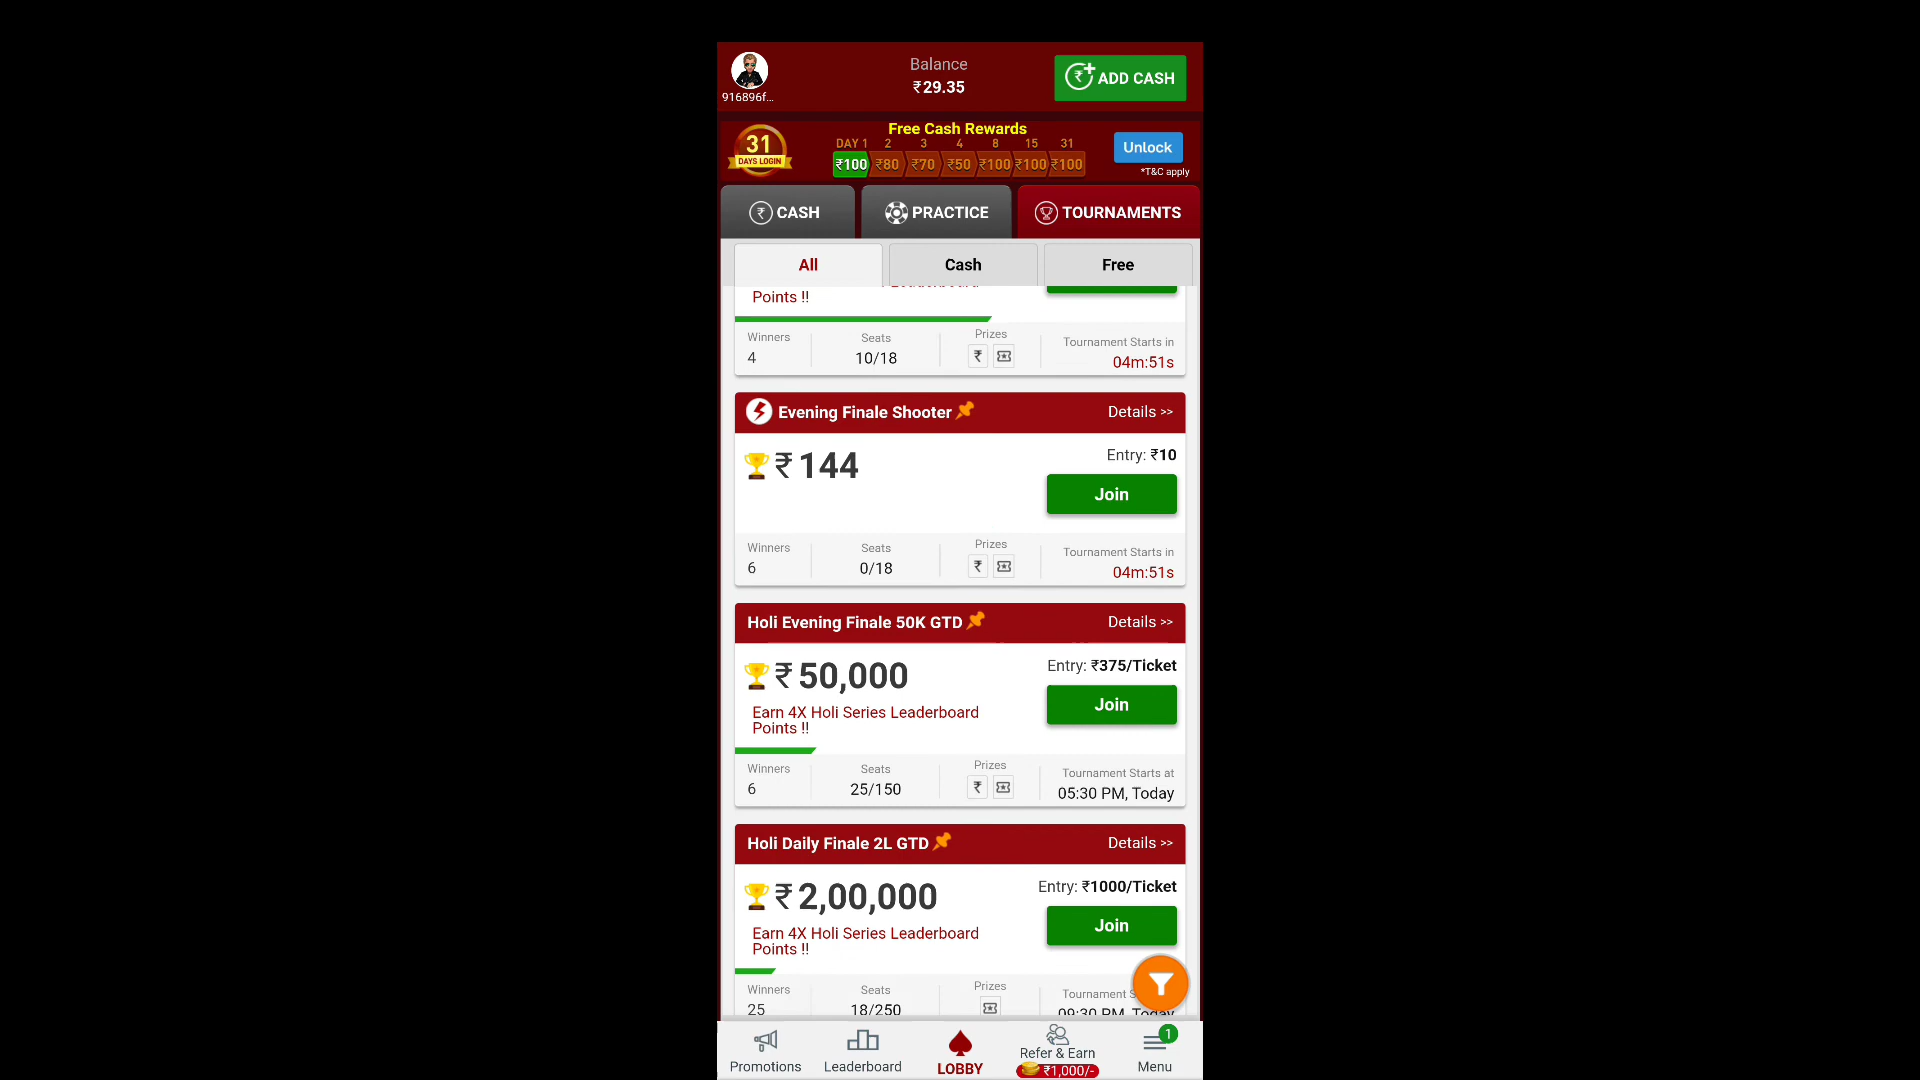 Balance
₹29.35
ADD CASH
916896f...
Free Cash Rewards
31
DAYS LOGIN
DAY 1 2 3 4 8 15 31
₹100 ₹80 ₹70 ₹50 ₹100 ₹100 ₹100
Unlock
*T&C apply
CASH PRACTICE TOURNAMENTS
All Cash Free
Points !!
Winners Seats Prizes Tournament Starts in
4 10/18 ₹ 04m:51s
Evening Finale Shooter Details >>
₹ 144 Entry: ₹10
Join
Winners Seats Prizes Tournament Starts in
6 0/18 ₹ 04m:51s
Holi Evening Finale 50K GTD Details >>
₹ 50,000 Entry: ₹375/Ticket
Join
Earn 4X Holi Series Leaderboard
Points !!
Winners Seats Prizes Tournament Starts at
6 25/150 ₹ 05:30 PM, Today
Holi Daily Finale 2L GTD Details >>
₹ 2,00,000 Entry: ₹1000/Ticket
Join
Earn 4X Holi Series Leaderboard
Points !!
Winners Seats Prizes Tournament S
25 18/250 09:30 PM, Today
Promotions Leaderboard LOBBY Refer & Earn Menu
₹1,000/-
1